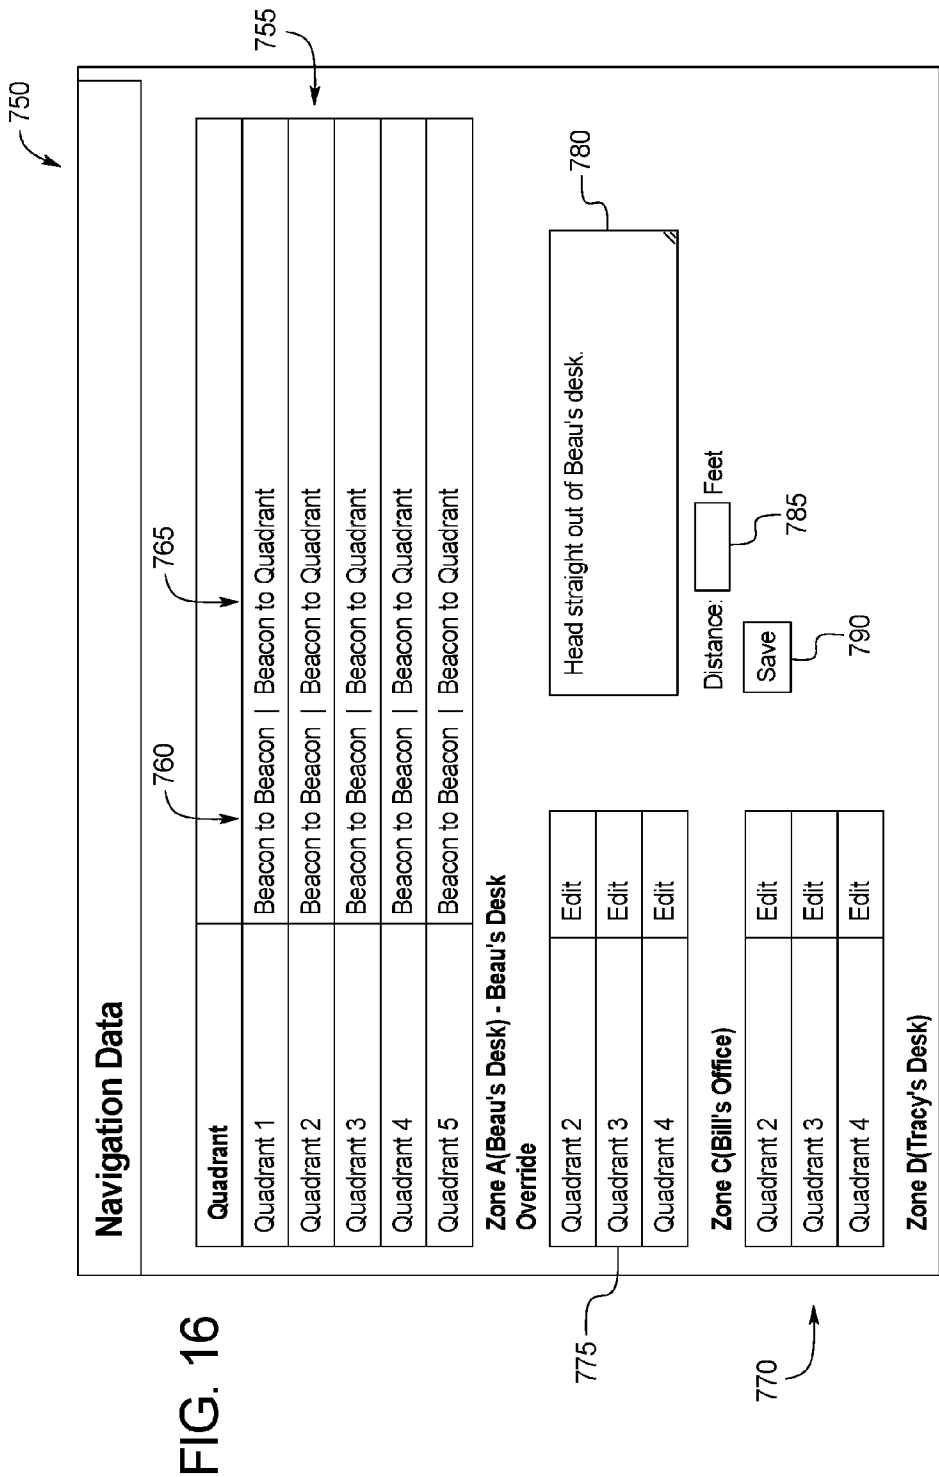 FIG. 16
750
Navigation Data
755
760
765
Quadrant
Quadrant 1 Beacon to Beacon | Beacon to Quadrant
Quadrant 2 Beacon to Beacon | Beacon to Quadrant
Quadrant 3 Beacon to Beacon | Beacon to Quadrant
Quadrant 4 Beacon to Beacon | Beacon to Quadrant
Quadrant 5 Beacon to Beacon | Beacon to Quadrant
Zone A(Beau's Desk) - Beau's Desk
Override
Quadrant 2 Edit
Quadrant 3 Edit
Quadrant 4 Edit
775
Head straight out of Beau's desk.
780
Distance: Feet
785
Save
790
Zone C(Bill's Office)
Quadrant 2 Edit
Quadrant 3 Edit
Quadrant 4 Edit
770
Zone D(Tracy's Desk)